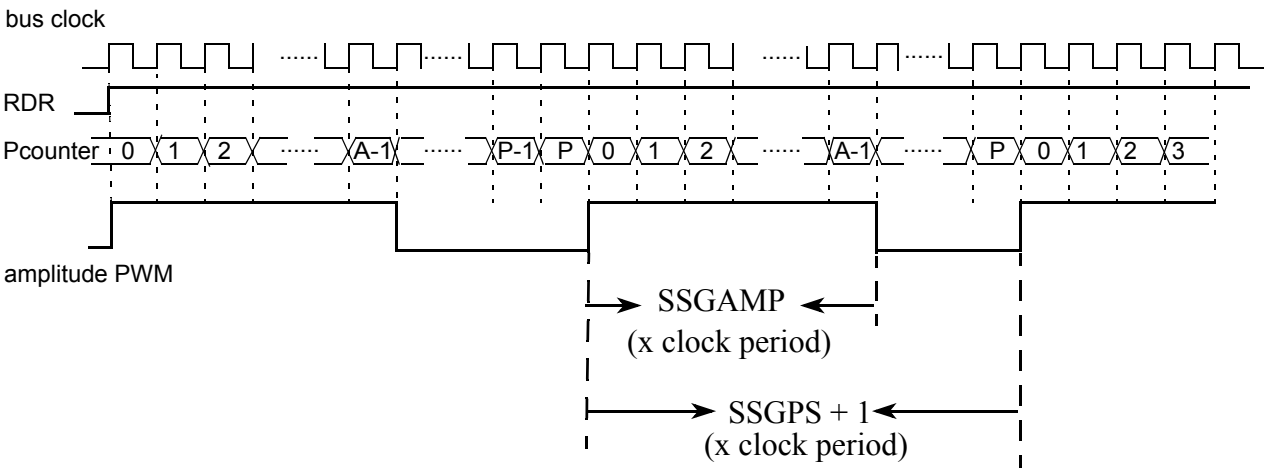 bus clock
...... ...... ...... ......
RDR
Pcounter 0 1 2 ...... A-1 ...... P-1 P 0 1 2 ...... A-1 ...... P 0 1 2 3
amplitude PWM
SSGAMP
(x clock period)
SSGPS + 1
(x clock period)